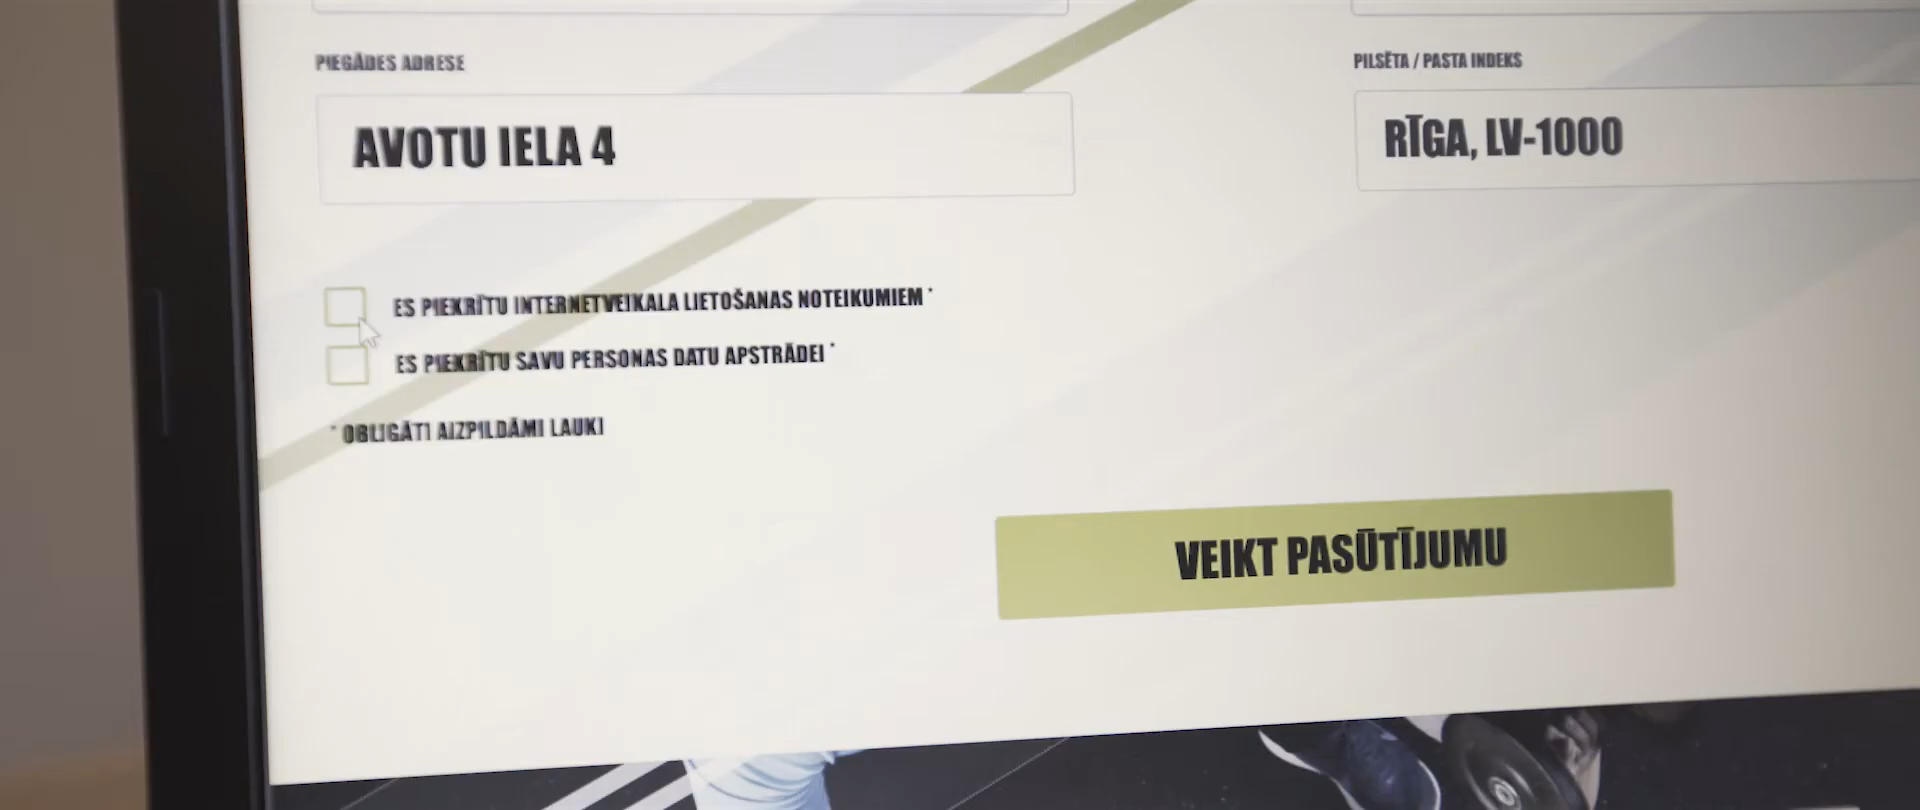 PIEGĀDES ADRESE
PILSĒTA / PASTA INDEKS
AVOTU IELA 4
RĪGA, LV-1000
ES PIEKRĪTU INTERNETVEIKALA LIETOŠANAS NOTEIKUMIEM *
ES PIEKRĪTU SAVU PERSONAS DATU APSTRĀDEI *
* OBLIGĀTI AIZPILDĀMI LAUKI
VEIKT PASŪTĪJUMU